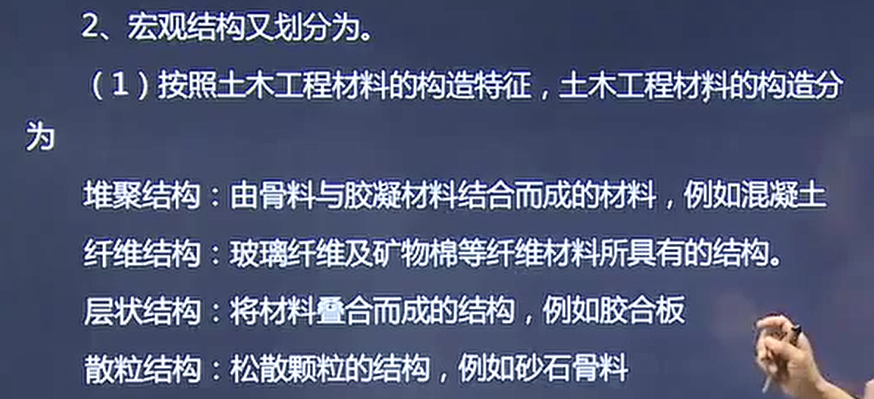 2、宏观结构又划分为。
（1）按照土木工程材料的构造特征，土木工程材料的构造分
为
堆聚结构：由骨料与胶凝材料结合而成的材料，例如混凝土
纤维结构：玻璃纤维及矿物棉等纤维材料所具有的结构。
层状结构：将材料叠合而成的结构，例如胶合板
散粒结构：松散颗粒的结构，例如砂石骨料